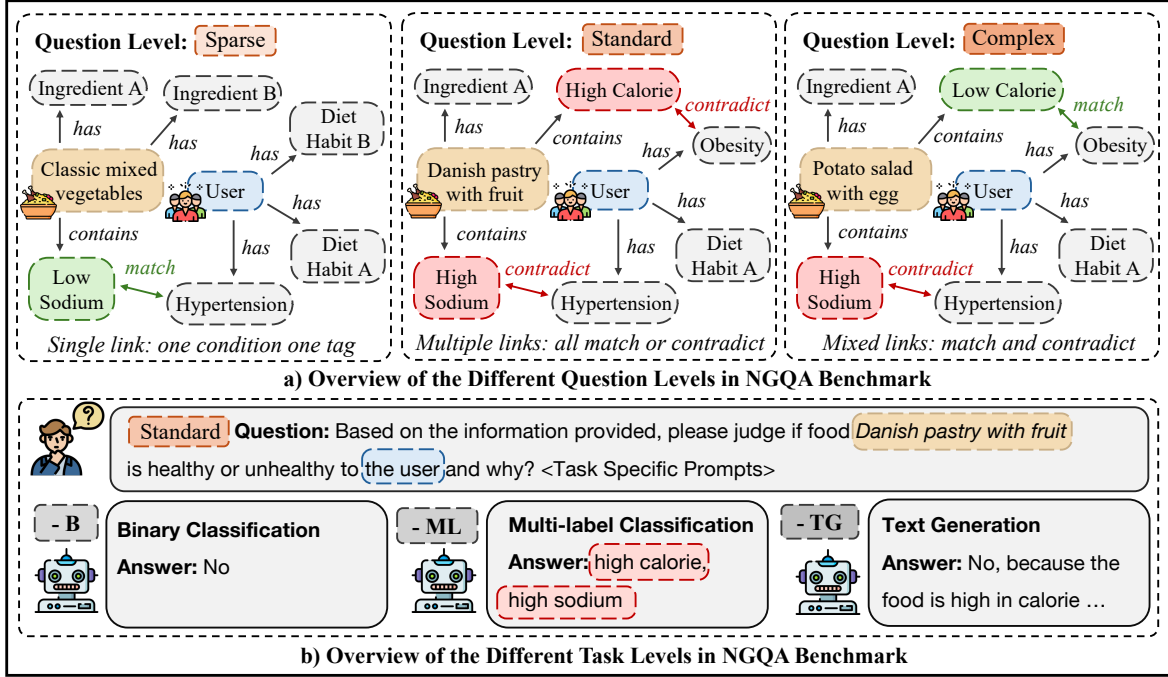 Question Level: Sparse
Ingredient A
Ingredient B
has
has
Diet
Habit B
Classic mixed
vegetables
has
User
has
contains
has
Diet
Habit A
Low
Sodium
match
Hypertension
Single link: one condition one tag
Question Level: Standard
Ingredient A
High Calorie
contradict
has
contains
Obesity
has
Danish pastry
with fruit
User
has
contains
has
Diet
Habit A
High
Sodium
contradict
Hypertension
Multiple links: all match or contradict
Question Level: Complex
Ingredient A
Low Calorie
match
has
contains
Obesity
has
Potato salad
with egg
User
has
contains
has
Diet
Habit A
High
Sodium
contradict
Hypertension
Mixed links: match and contradict
a) Overview of the Different Question Levels in NGQA Benchmark
?
Standard Question: Based on the information provided, please judge if food Danish pastry with fruit
is healthy or unhealthy to the user and why? <Task Specific Prompts>
- B
Binary Classification
Answer: No
- ML
Multi-label Classification
Answer: high calorie,
high sodium
- TG
Text Generation
Answer: No, because the
food is high in calorie ...
b) Overview of the Different Task Levels in NGQA Benchmark